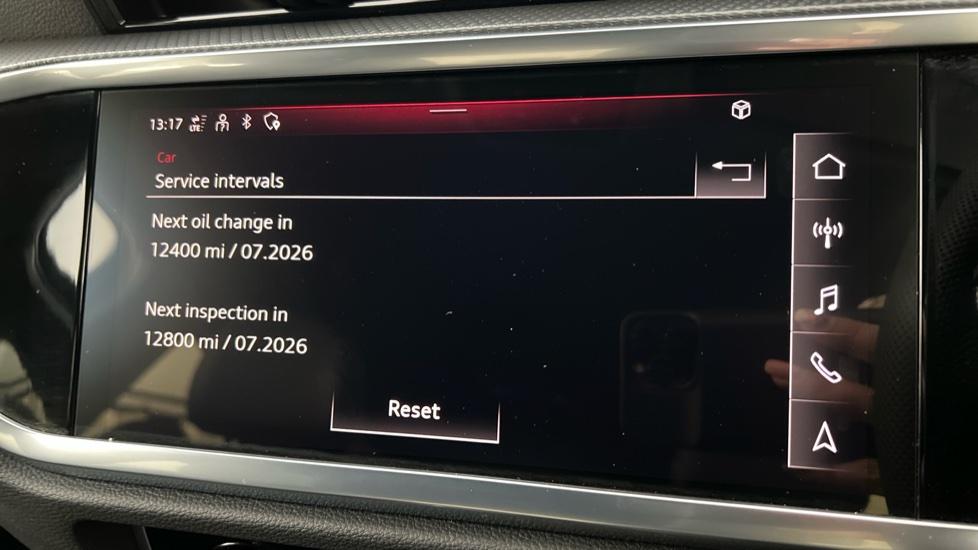 13:17 LTE
Car
Service intervals
Next oil change in
12400 mi / 07.2026
Next inspection in
12800 mi / 07.2026
Reset